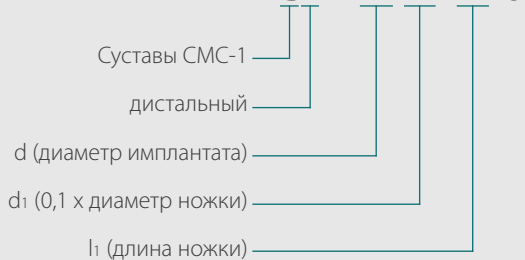 Суставы СМС-1
дистальный
d (диаметр имплантата)
d1 (0,1 x диаметр ножки)
l1 (длина ножки)